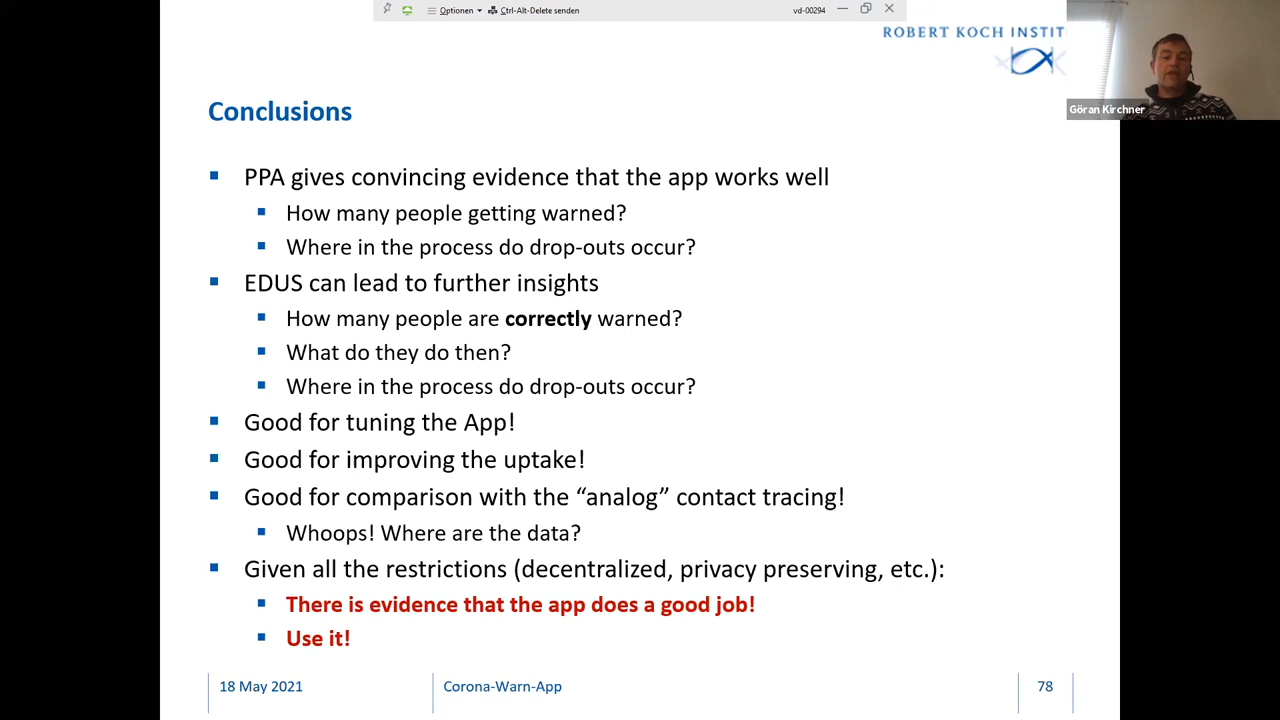 Optionen
Ctrl-Alt-Delete senden
vd-00294
ROBERT KOCH INSTIT
Göran Kirchner
Conclusions
PPA gives convincing evidence that the app works well
How many people getting warned?
Where in the process do drop-outs occur?
EDUS can lead to further insights
How many people are correctly warned?
What do they do then?
Where in the process do drop-outs occur?
Good for tuning the App!
Good for improving the uptake!
Good for comparison with the “analog” contact tracing!
Whoops! Where are the data?
Given all the restrictions (decentralized, privacy preserving, etc.):
There is evidence that the app does a good job!
Use it!
18 May 2021
Corona-Warn-App
78